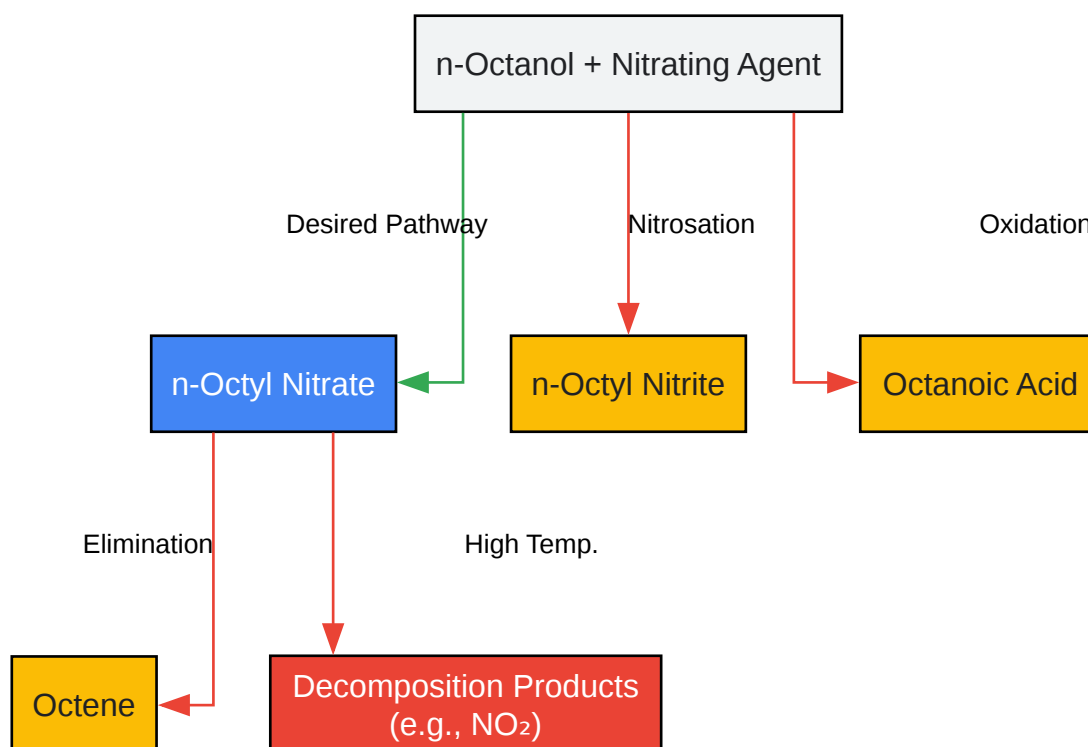 n-Octanol + Nitrating Agent
Desired Pathway
Nitrosation
Oxidation
n-Octyl Nitrate
n-Octyl Nitrite
Octanoic Acid
Elimination
High Temp.
Octene
Decomposition Products
(e.g., NO₂)